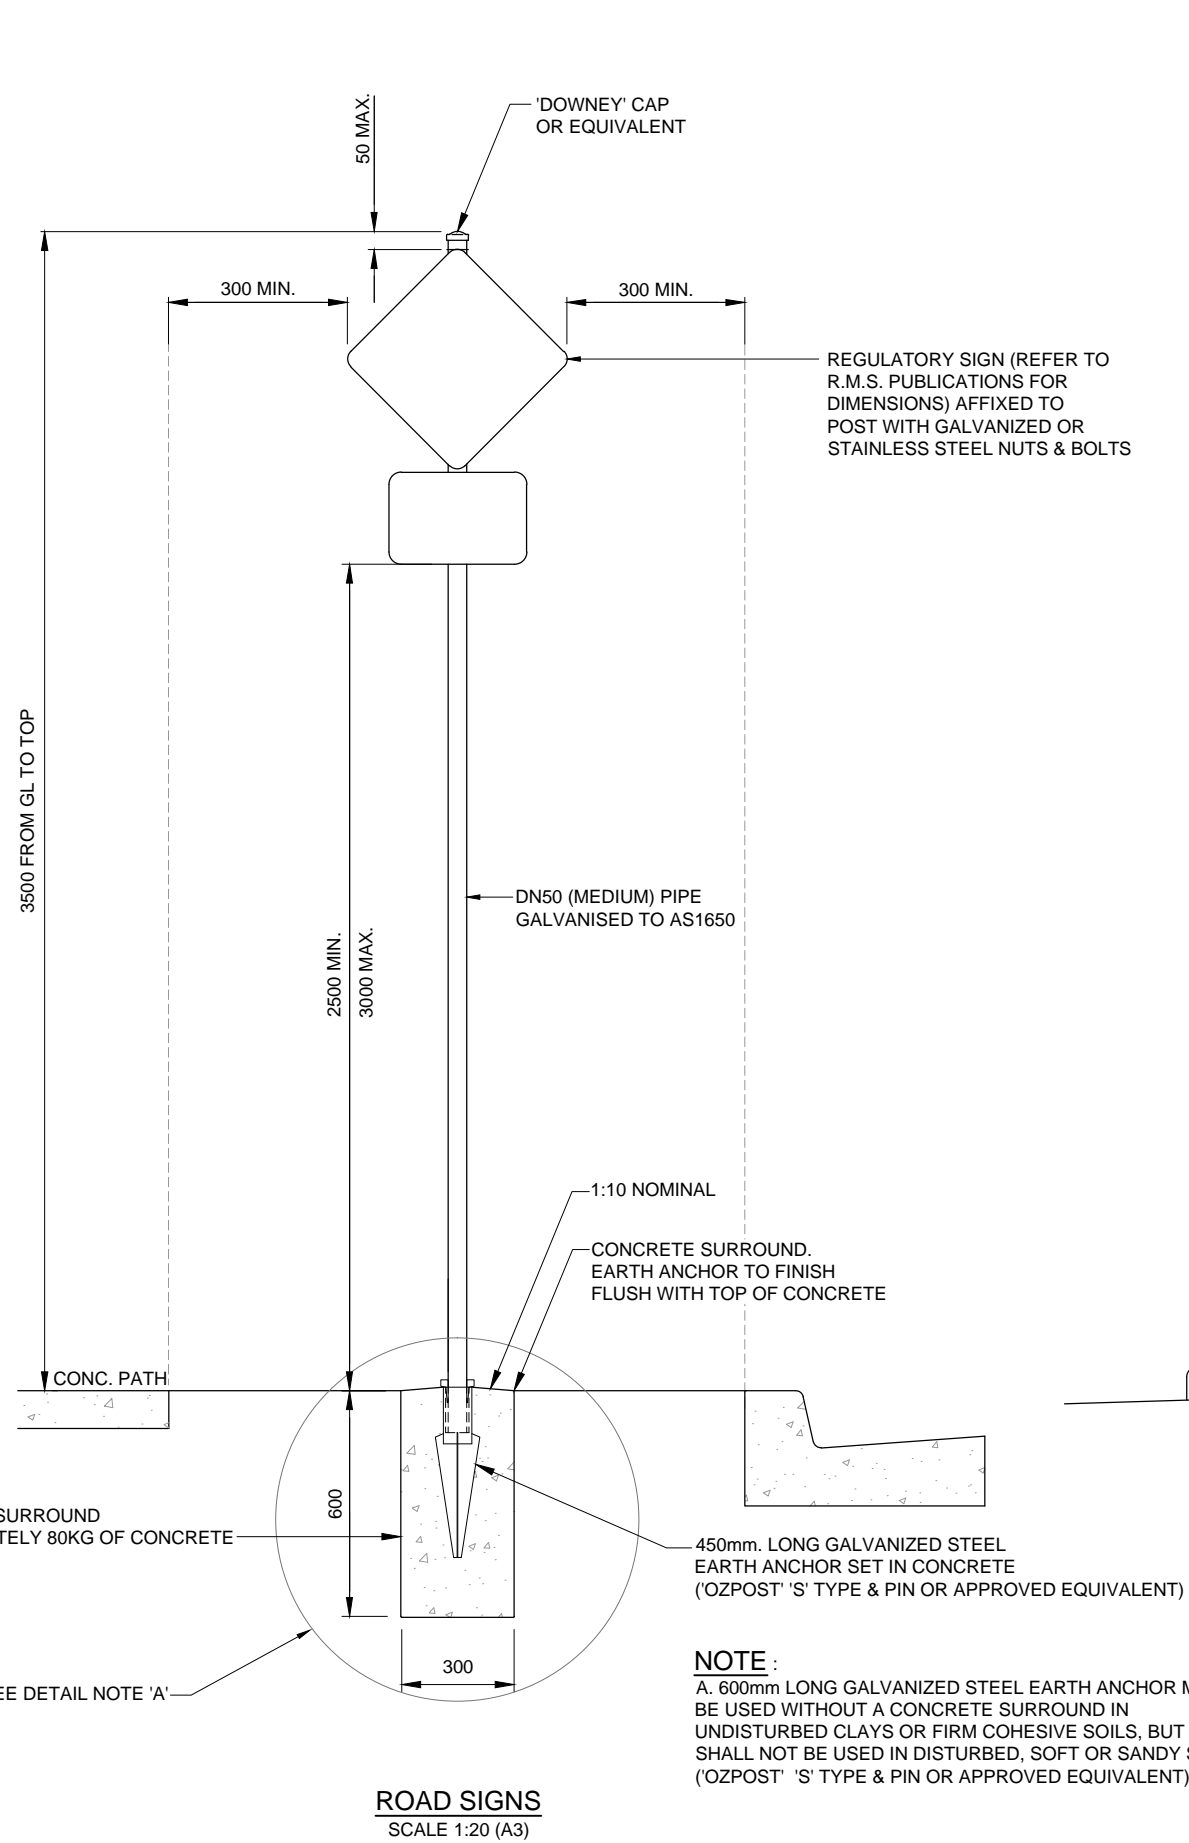 50 MAX.
'DOWNEY' CAP
OR EQUIVALENT
300 MIN.
300 MIN.
REGULATORY SIGN (REFER TO
R.M.S. PUBLICATIONS FOR
DIMENSIONS) AFFIXED TO
POST WITH GALVANIZED OR
STAINLESS STEEL NUTS & BOLTS
3500 FROM GL TO TOP
DN50 (MEDIUM) PIPE
GALVANISED TO AS1650
2500 MIN.
3000 MAX.
1:10 NOMINAL
CONCRETE SURROUND.
EARTH ANCHOR TO FINISH
FLUSH WITH TOP OF CONCRETE
CONC. PATH
600
SURROUND
80KG OF CONCRETE
450mm. LONG GALVANIZED STEEL
EARTH ANCHOR SET IN CONCRETE
('OZPOST' 'S' TYPE & PIN OR APPROVED EQUIVALENT)
300
DETAIL NOTE 'A'
NOTE :
A. 600mm LONG GALVANIZED STEEL EARTH ANCHOR
BE USED WITHOUT A CONCRETE SURROUND IN
UNDISTURBED CLAYS OR FIRM COHESIVE SOILS, BUT
SHALL NOT BE USED IN DISTURBED, SOFT OR SANDY
('OZPOST' 'S' TYPE & PIN OR APPROVED EQUIVALENT)
ROAD SIGNS
SCALE 1:20 (A3)